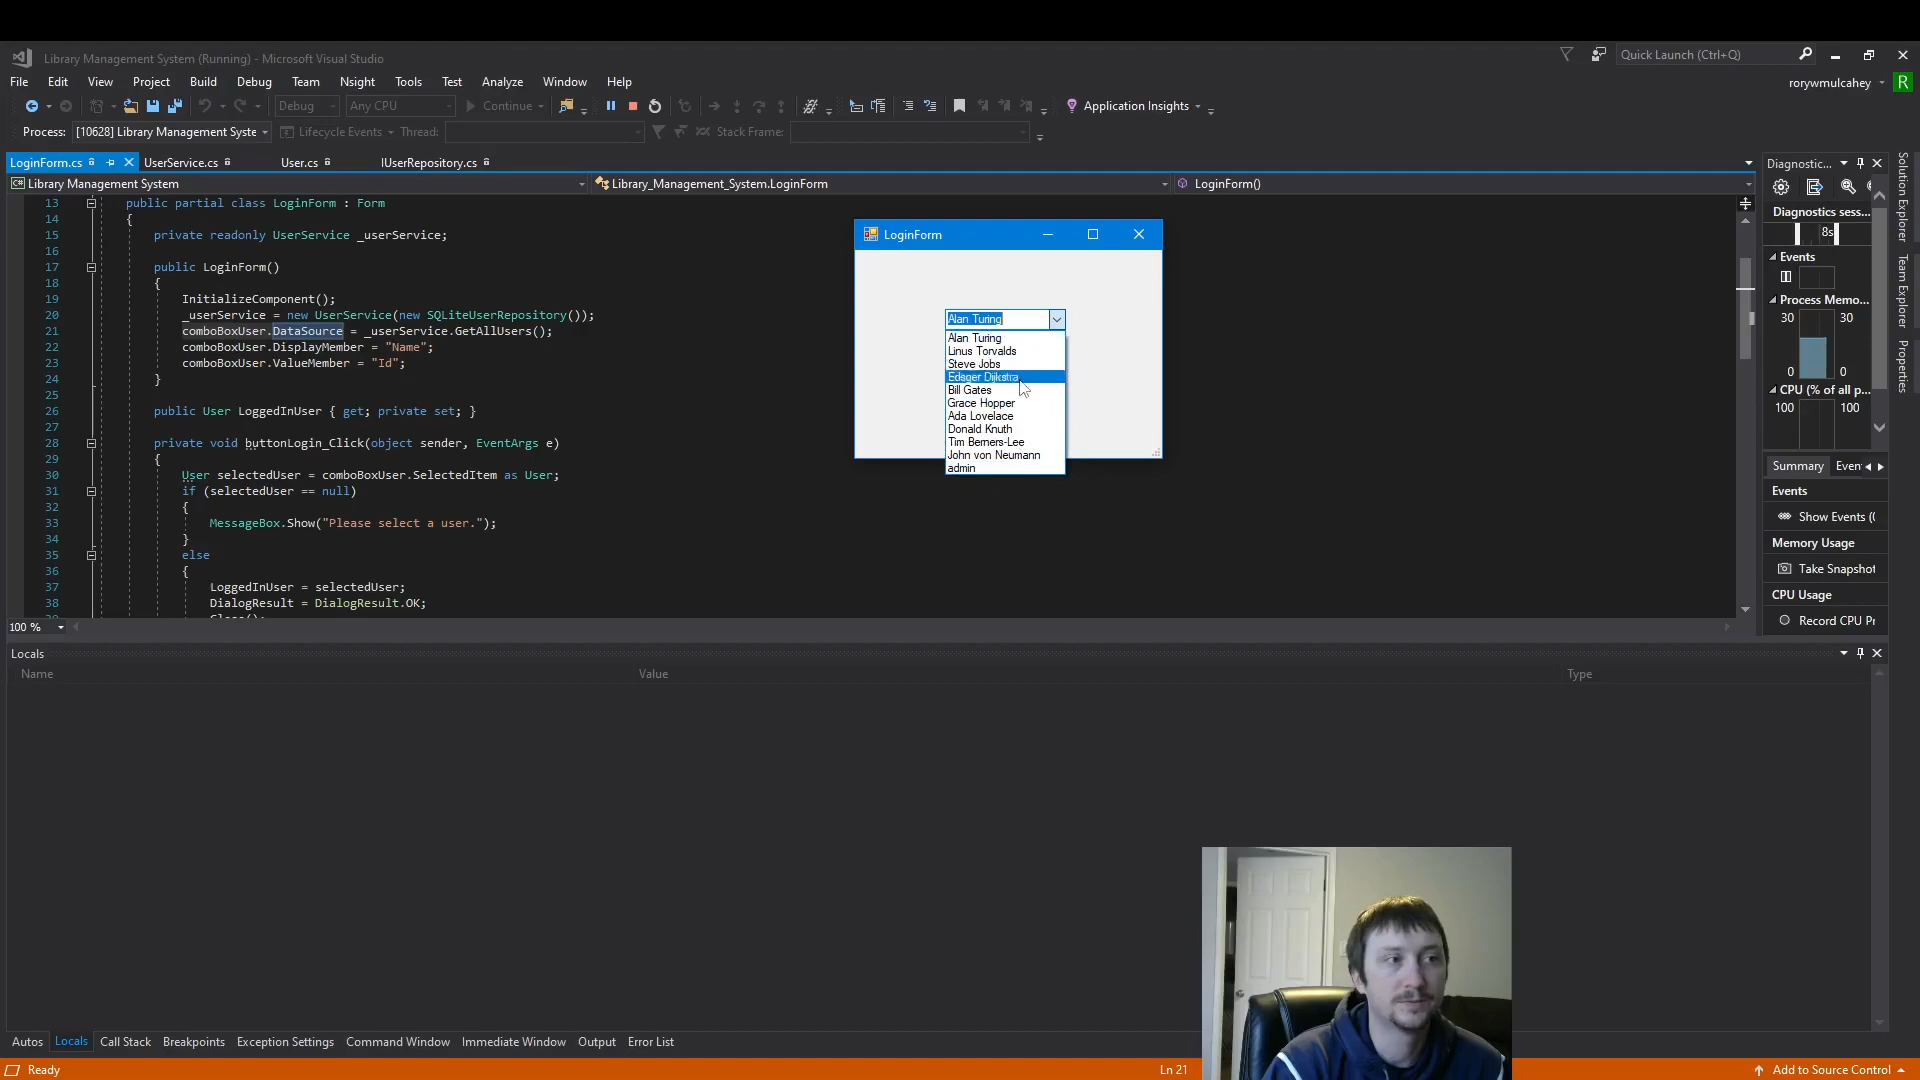 Library Management System (Running) - Microsoft Visual Studio
Quick Launch (Ctrl+Q)
File Edit View Project Build Debug Team Nsight Tools Test Analyze Window Help
rorywmulcahey
R
Debug
Any CPU
Continue
Application Insights
Process: [10628] Library Management Syste
Lifecycle Events
Thread:
Stack Frame:
LoginForm.cs
UserService.cs
User.cs
IUserRepository.cs
Library Management System
Library_Management_System.LoginForm
LoginForm()
13 public partial class LoginForm : Form
14 {
15 private readonly UserService _userService;
16
17 public LoginForm()
18 {
19 InitializeComponent();
20 _userService = new UserService(new SQLiteUserRepository());
21 comboBoxUser.DataSource = _userService.GetAllUsers();
22 comboBoxUser.DisplayMember = "Name";
23 comboBoxUser.ValueMember = "Id";
24 }
25
26 public User LoggedInUser { get; private set; }
27
28 private void buttonLogin_Click(object sender, EventArgs e)
29 {
30 User selectedUser = comboBoxUser.SelectedItem as User;
31 if (selectedUser == null)
32 {
33 MessageBox.Show("Please select a user.");
34 }
35 else
36 {
37 LoggedInUser = selectedUser;
38 DialogResult = DialogResult.OK;
LoginForm
Alan Turing
Alan Turing
Linus Torvalds
Steve Jobs
Edsger Dijkstra
Bill Gates
Grace Hopper
Ada Lovelace
Donald Knuth
Tim Berners-Lee
John von Neumann
admin
Diagnostic...
Diagnostics sess...
8s
Events
Process Memo...
30 30
0 0
CPU (% of all p...
100 100
Summary Even
Events
Show Events (
Memory Usage
Take Snapshot
CPU Usage
Record CPU Pr
Solution Explorer
Team Explorer
Properties
100 %
Locals
Name Value Type
Autos Locals Call Stack Breakpoints Exception Settings Command Window Immediate Window Output Error List
Ready
Ln 21
Add to Source Control